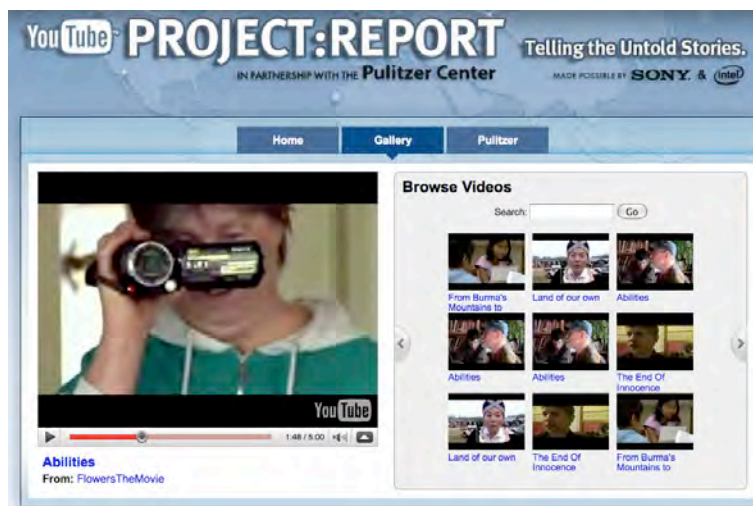 YouTube PROJECT:REPORT
Telling the Untold Stories.
IN PARTNERSHIP WITH THE Pulitzer Center
MADE POSSIBLE BY SONY. & intel
Home Gallery Pulitzer
Browse Videos
Search: Go
From Burma's Mountains to
Land of our own
Abilities
Abilities
Abilities
The End Of Innocence
Land of our own
The End Of Innocence
From Burma's Mountains to
YouTube
1:48 / 5:00
Abilities
From: FlowersTheMovie